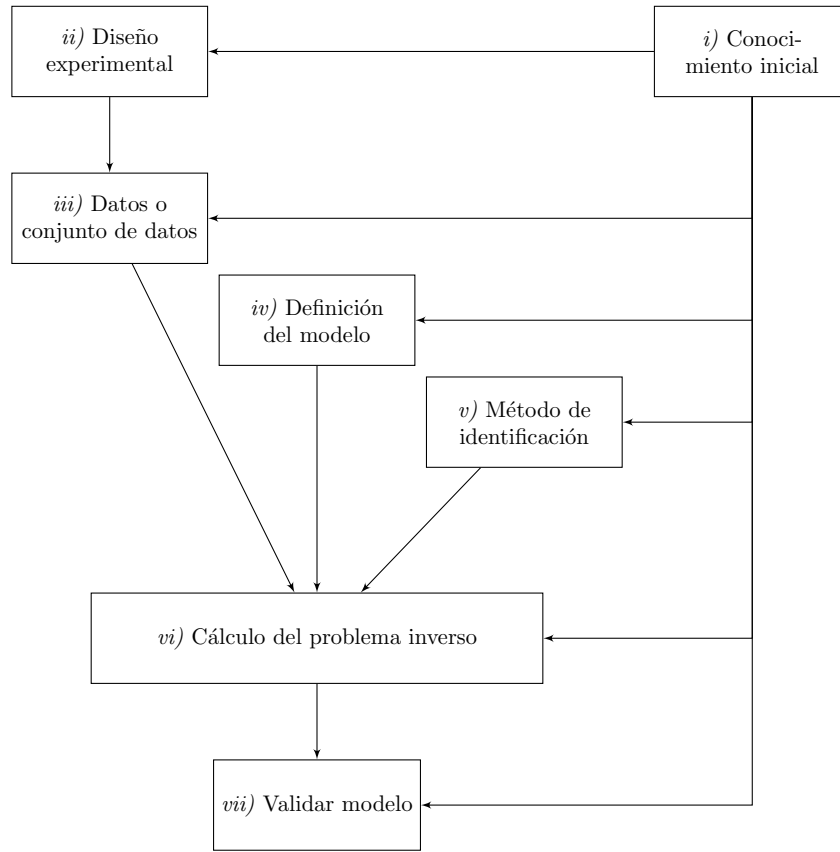 ii) Diseño
experimental
i) Conoci-
miento inicial
iii) Datos o
conjunto de datos
iv) Definición
del modelo
v) Método de
identificación
vi) Cálculo del problema inverso
vii) Validar modelo